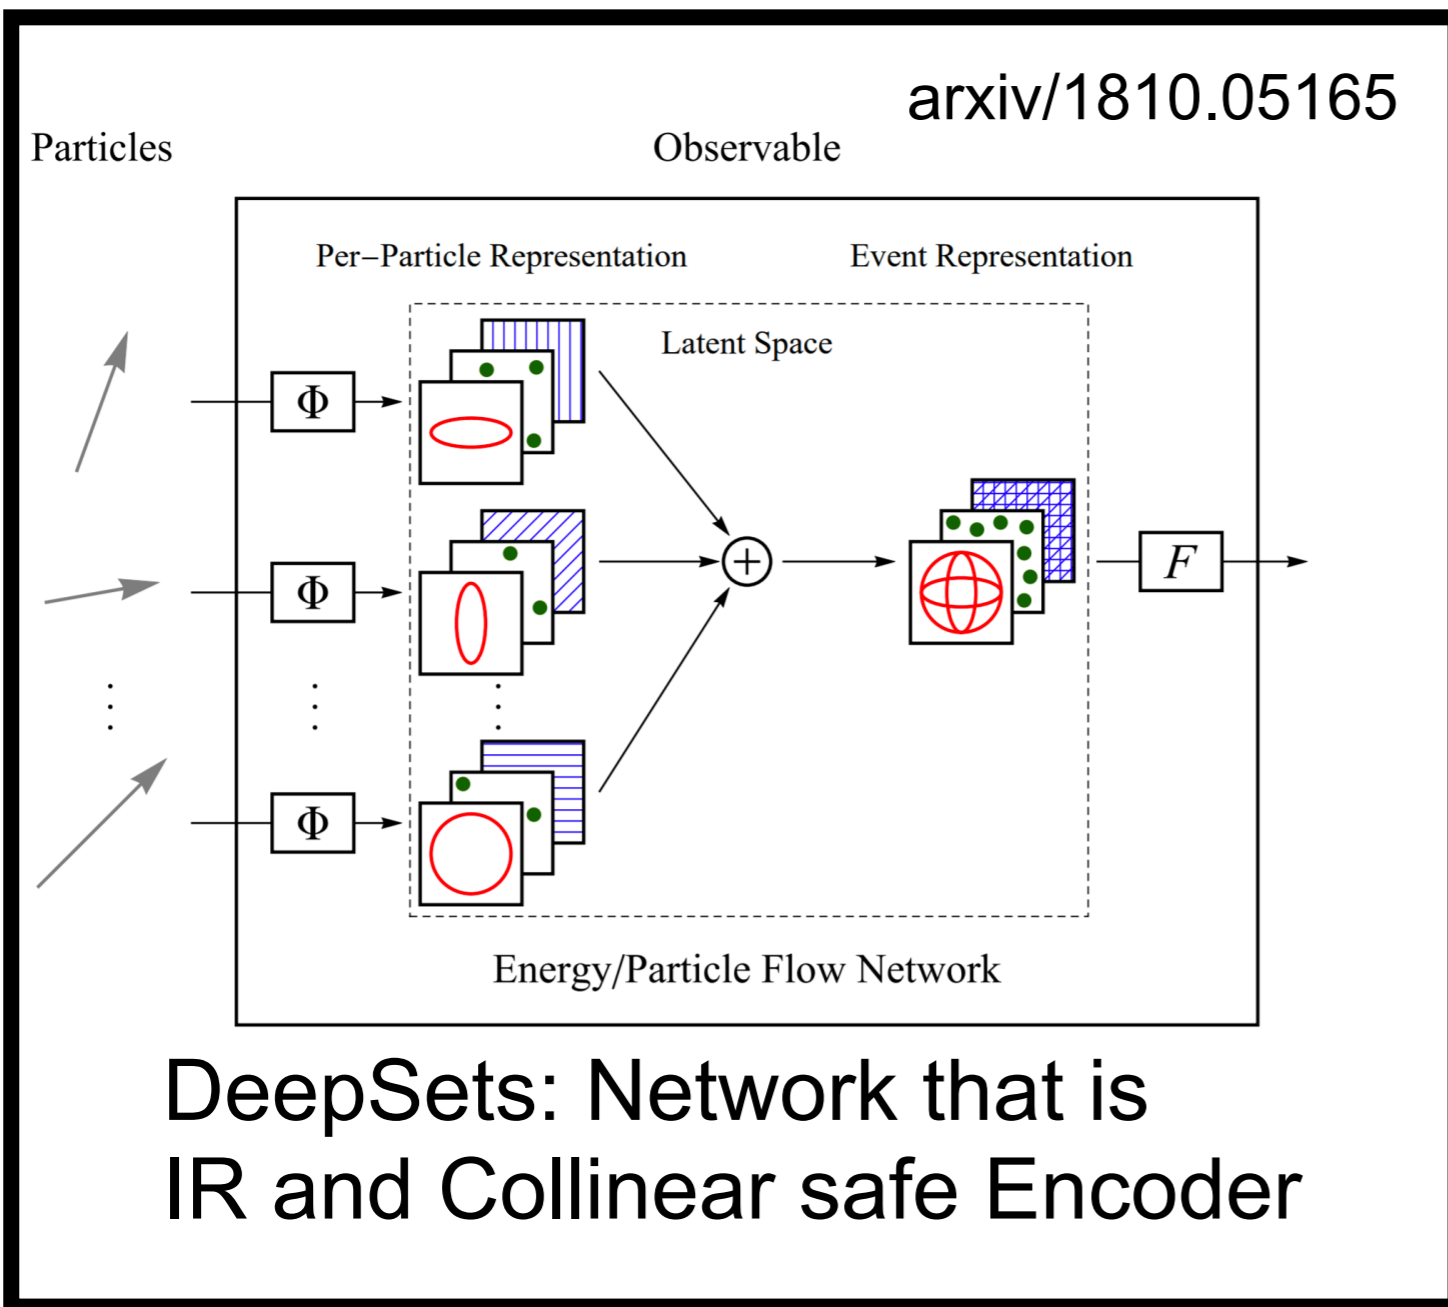 arxiv/1810.05165
Particles
Observable
Per−Particle Representation
Event Representation
Latent Space
Φ
Φ
Φ
F
Energy/Particle Flow Network
DeepSets: Network that is
IR and Collinear safe Encoder